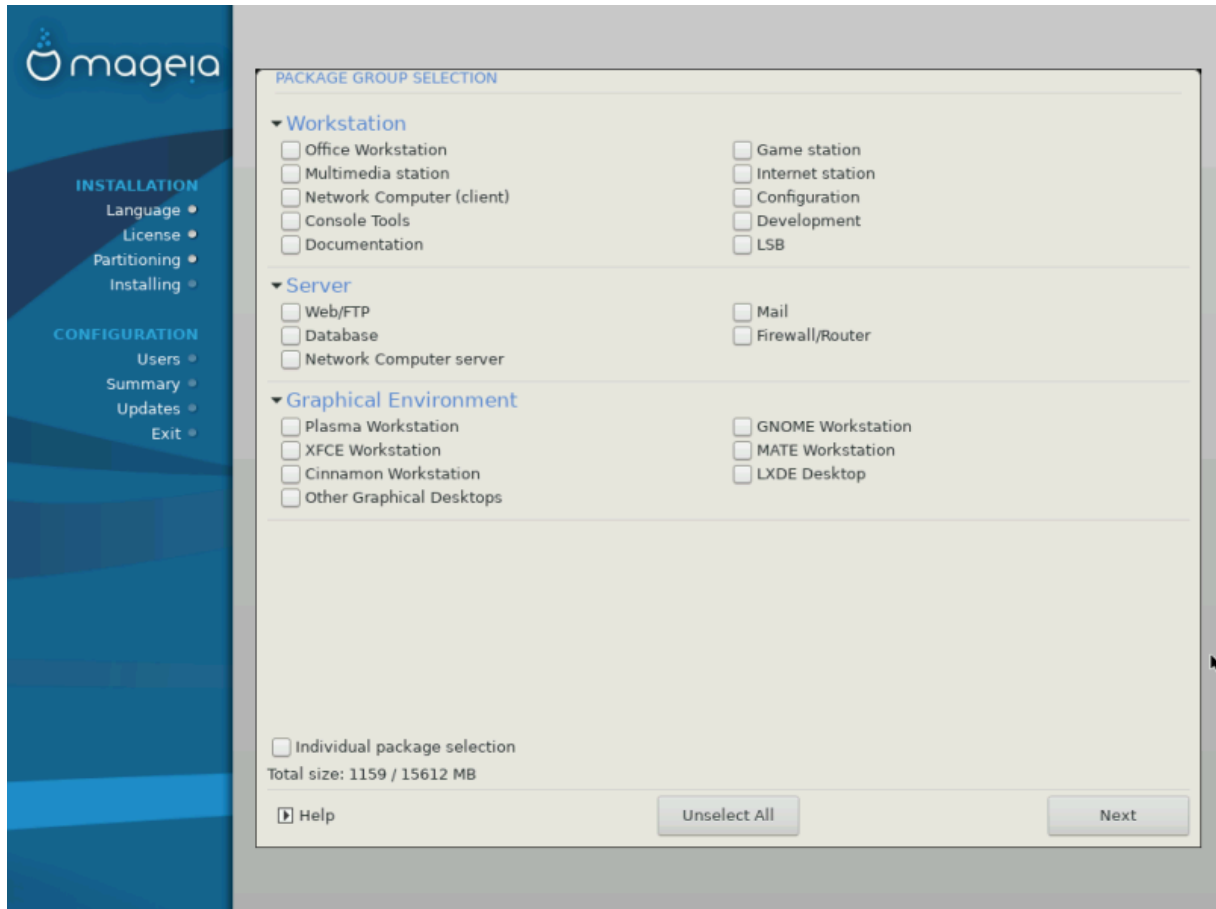 mageia
INSTALLATION
Language
License
Partitioning
Installing
CONFIGURATION
Users
Summary
Updates
Exit
PACKAGE GROUP SELECTION
Workstation
Office Workstation
Game station
Multimedia station
Internet station
Network Computer (client)
Configuration
Console Tools
Development
Documentation
LSB
Server
Web/FTP
Mail
Database
Firewall/Router
Network Computer server
Graphical Environment
Plasma Workstation
GNOME Workstation
XFCE Workstation
MATE Workstation
Cinnamon Workstation
LXDE Desktop
Other Graphical Desktops
Individual package selection
Total size: 1159 / 15612 MB
Help
Unselect All
Next